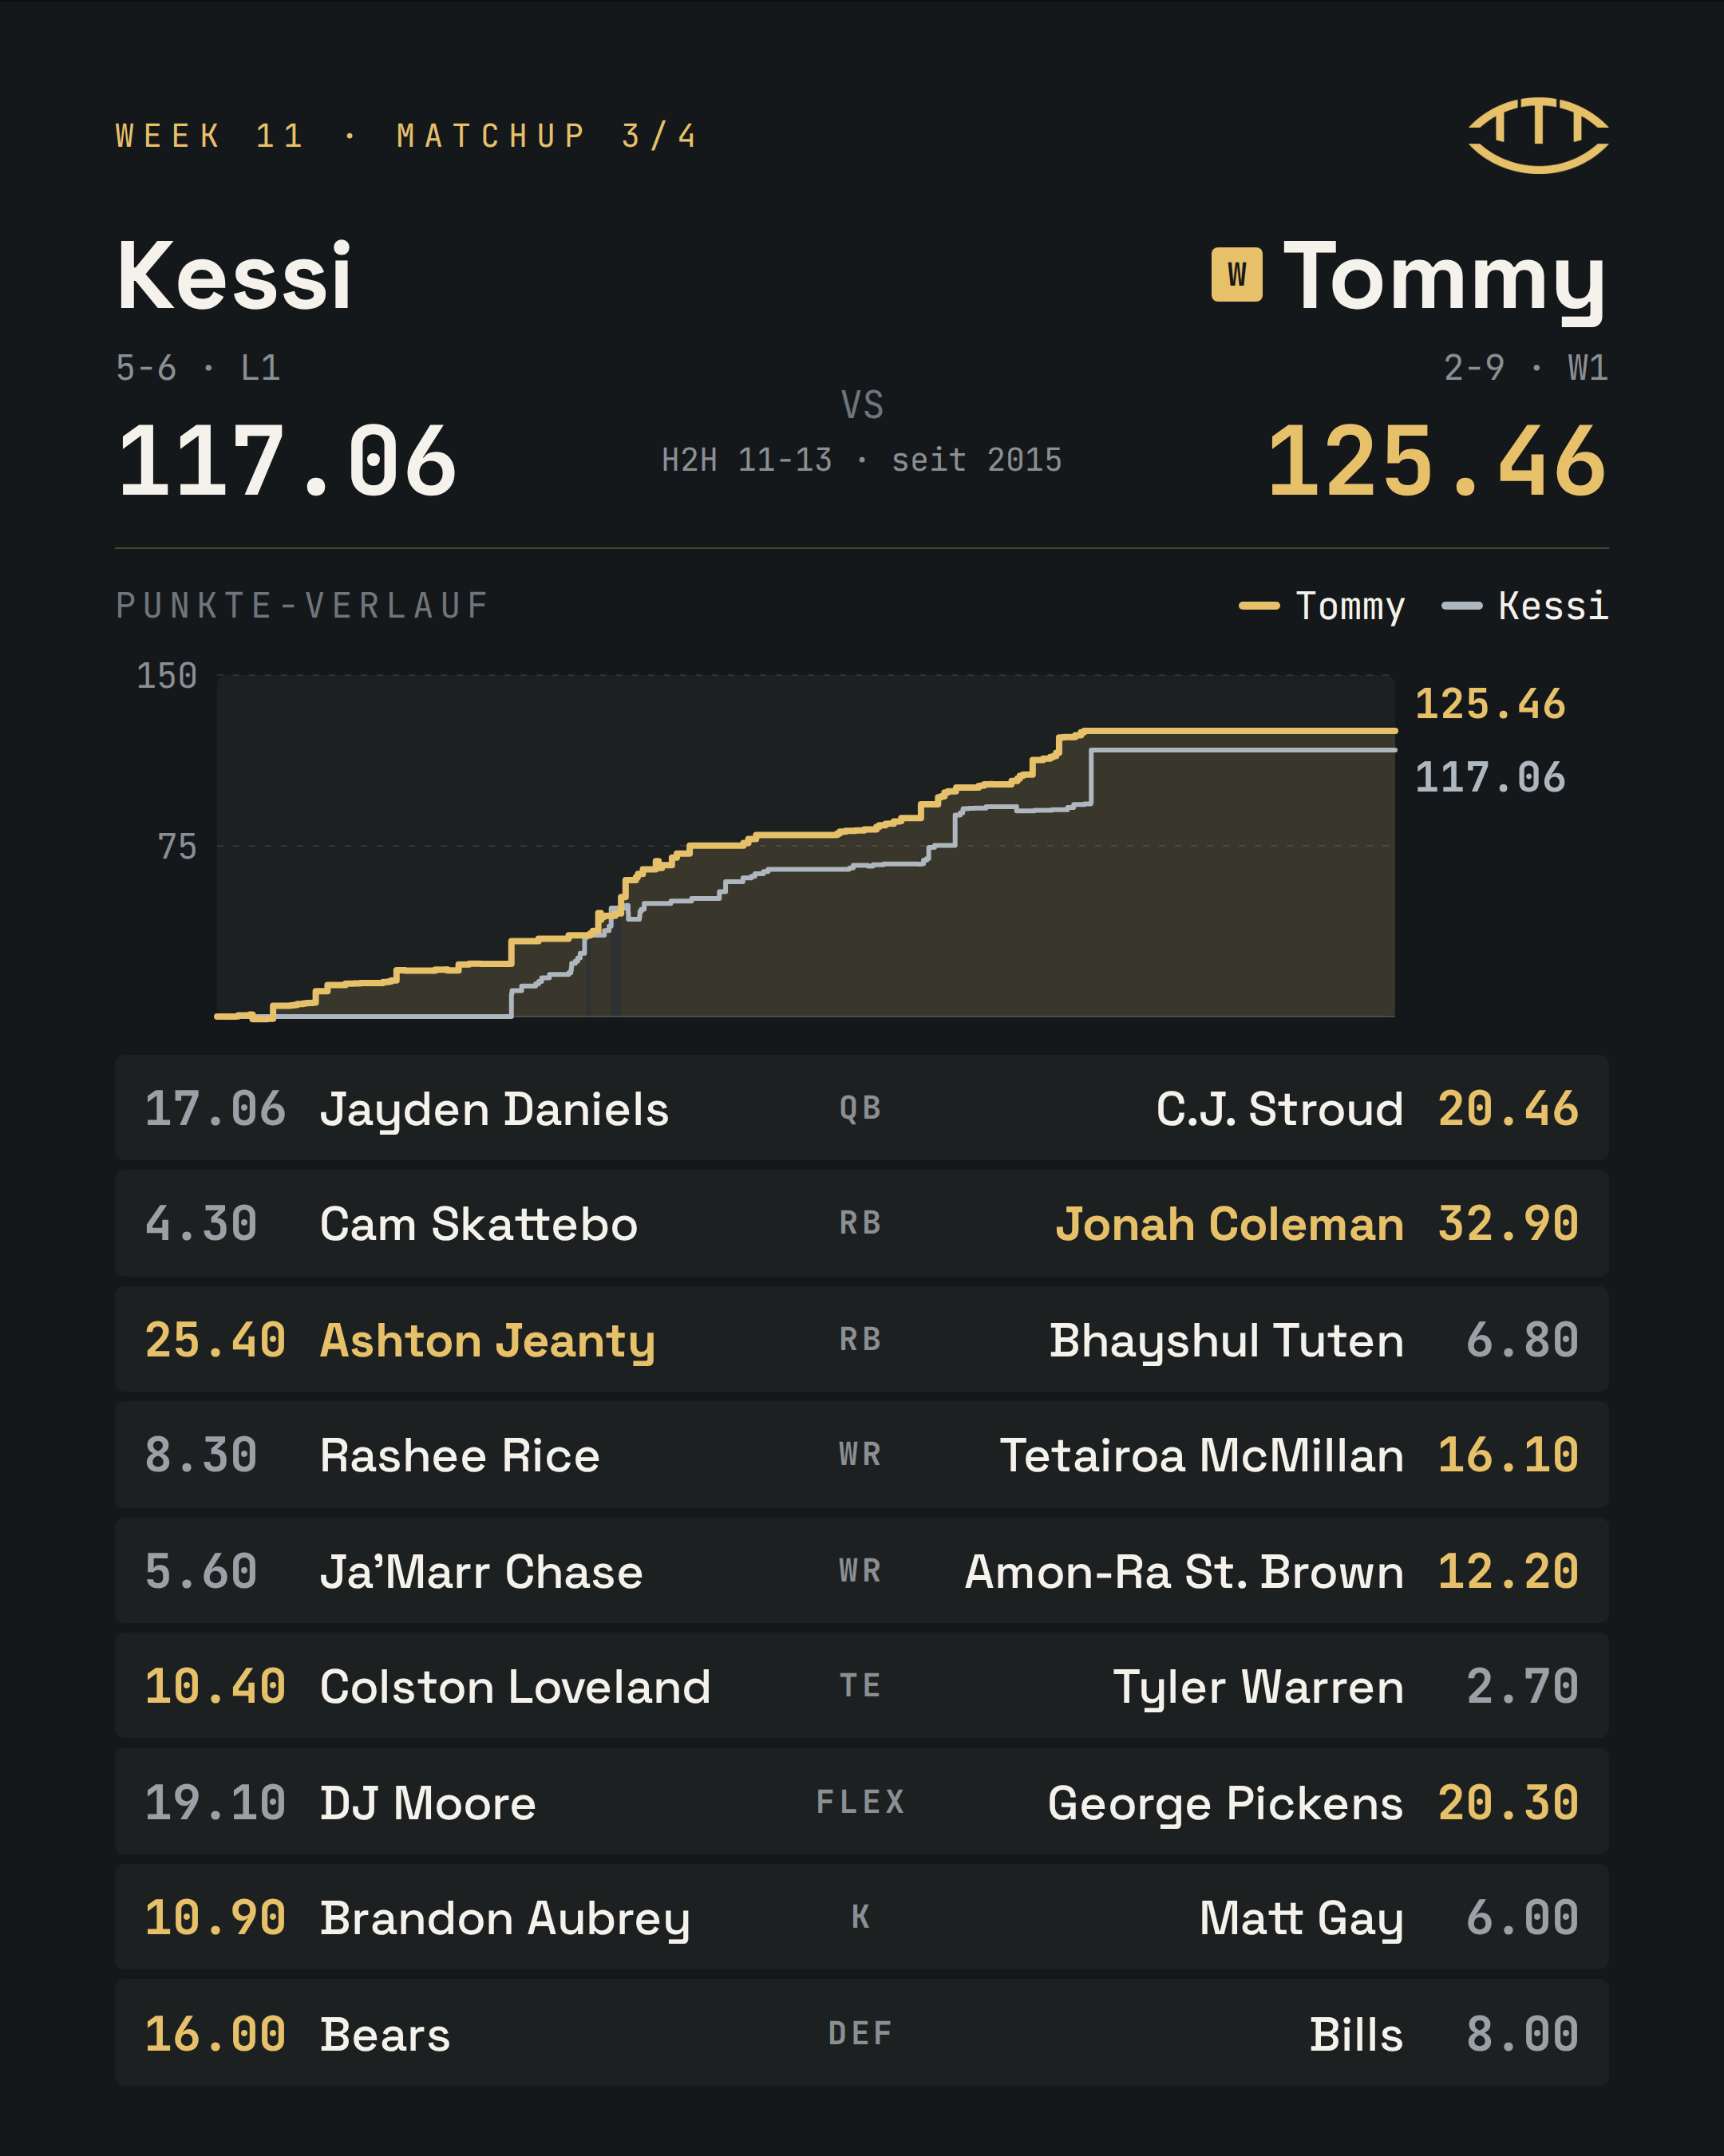 WEEK 11 · MATCHUP 3/4
Kessi
W Tommy
5-6 · L1
2-9 · W1
117.06
VS
H2H 11-13 · seit 2015
125.46
PUNKTE-VERLAUF
Tommy Kessi
150
125.46
117.06
75
17.06 Jayden Daniels QB C.J. Stroud 20.46
4.30 Cam Skattebo RB Jonah Coleman 32.90
25.40 Ashton Jeanty RB Bhayshul Tuten 6.80
8.30 Rashee Rice WR Tetairoa McMillan 16.10
5.60 Ja'Marr Chase WR Amon-Ra St. Brown 12.20
10.40 Colston Loveland TE Tyler Warren 2.70
19.10 DJ Moore FLEX George Pickens 20.30
10.90 Brandon Aubrey K Matt Gay 6.00
16.00 Bears DEF Bills 8.00